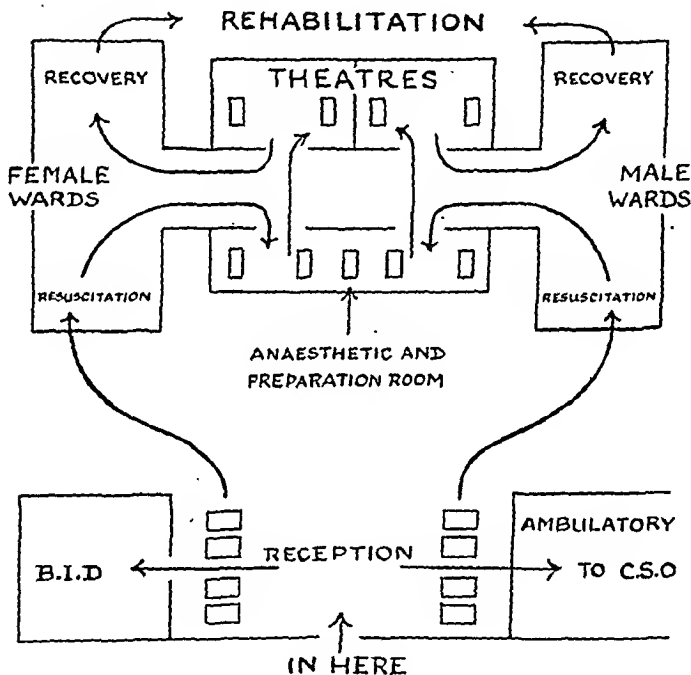 REHABILITATION
RECOVERY
THEATRES
RECOVERY
FEMALE
WARDS
MALE
WARDS
RESUSCITATION
RESUSCITATION
ANAESTHETIC AND
PREPARATION ROOM
AMBULATORY
B.I.D
RECEPTION
TO C.S.O
IN HERE